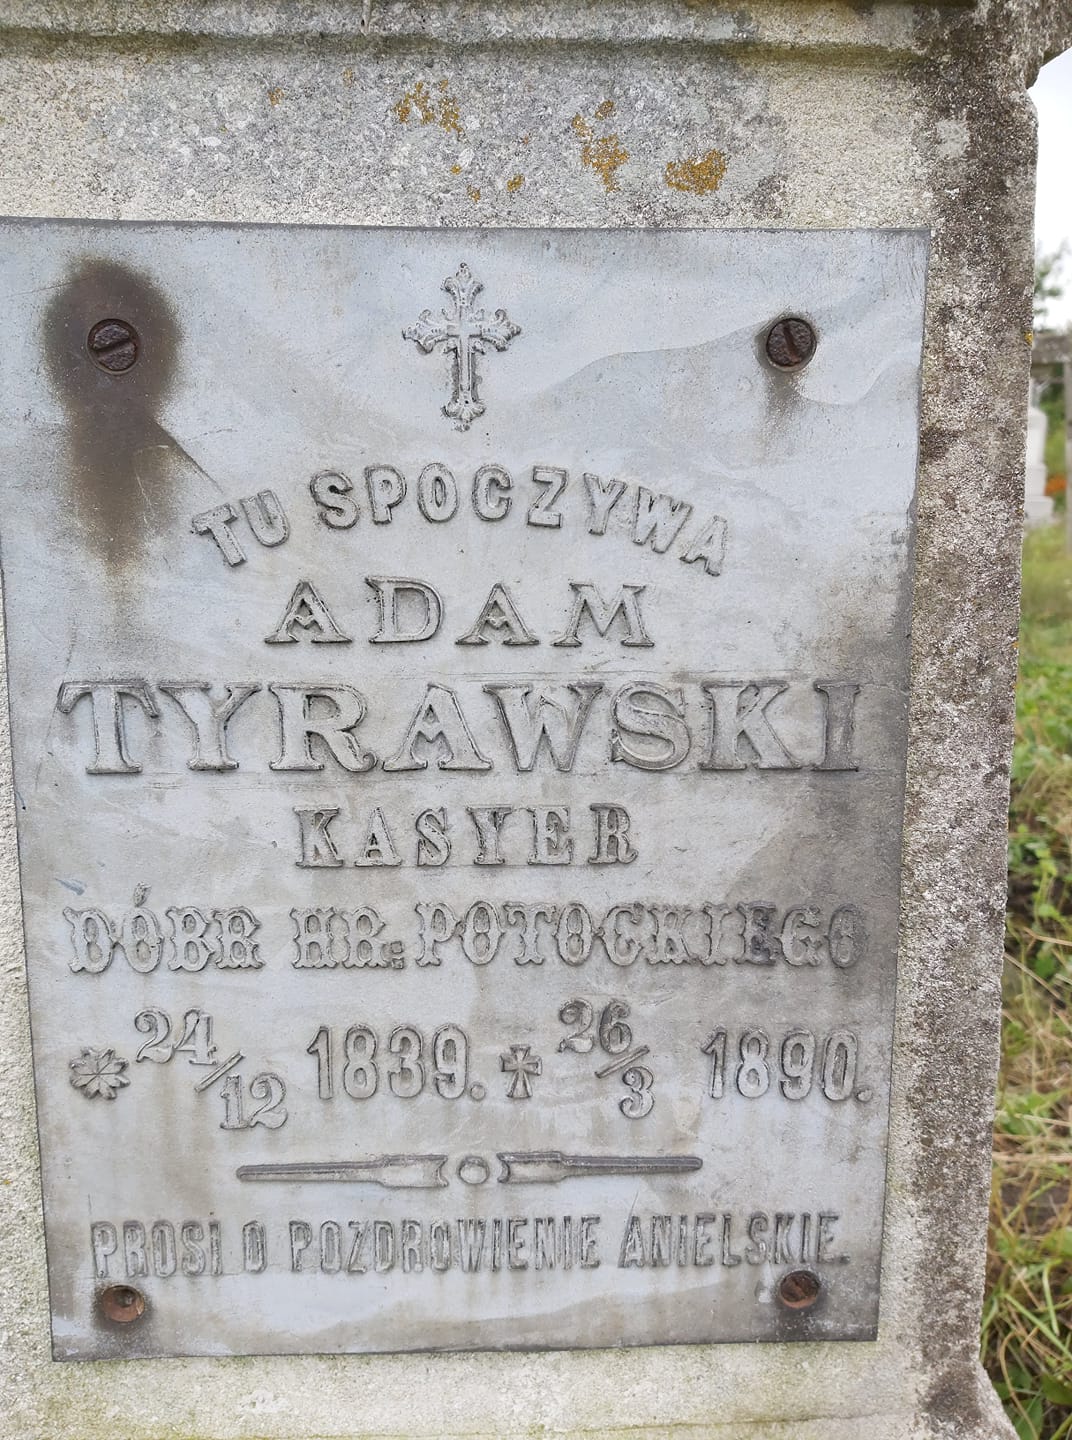 TU SPOCZYWA
ADAM
TYRAWSKI
KASYER
DÓBR HR: POTOCKIEGO
* 24/12 1839. ✠ 26/3 1890.
PROSI O POZDROWIENIE ANIELSKIE.